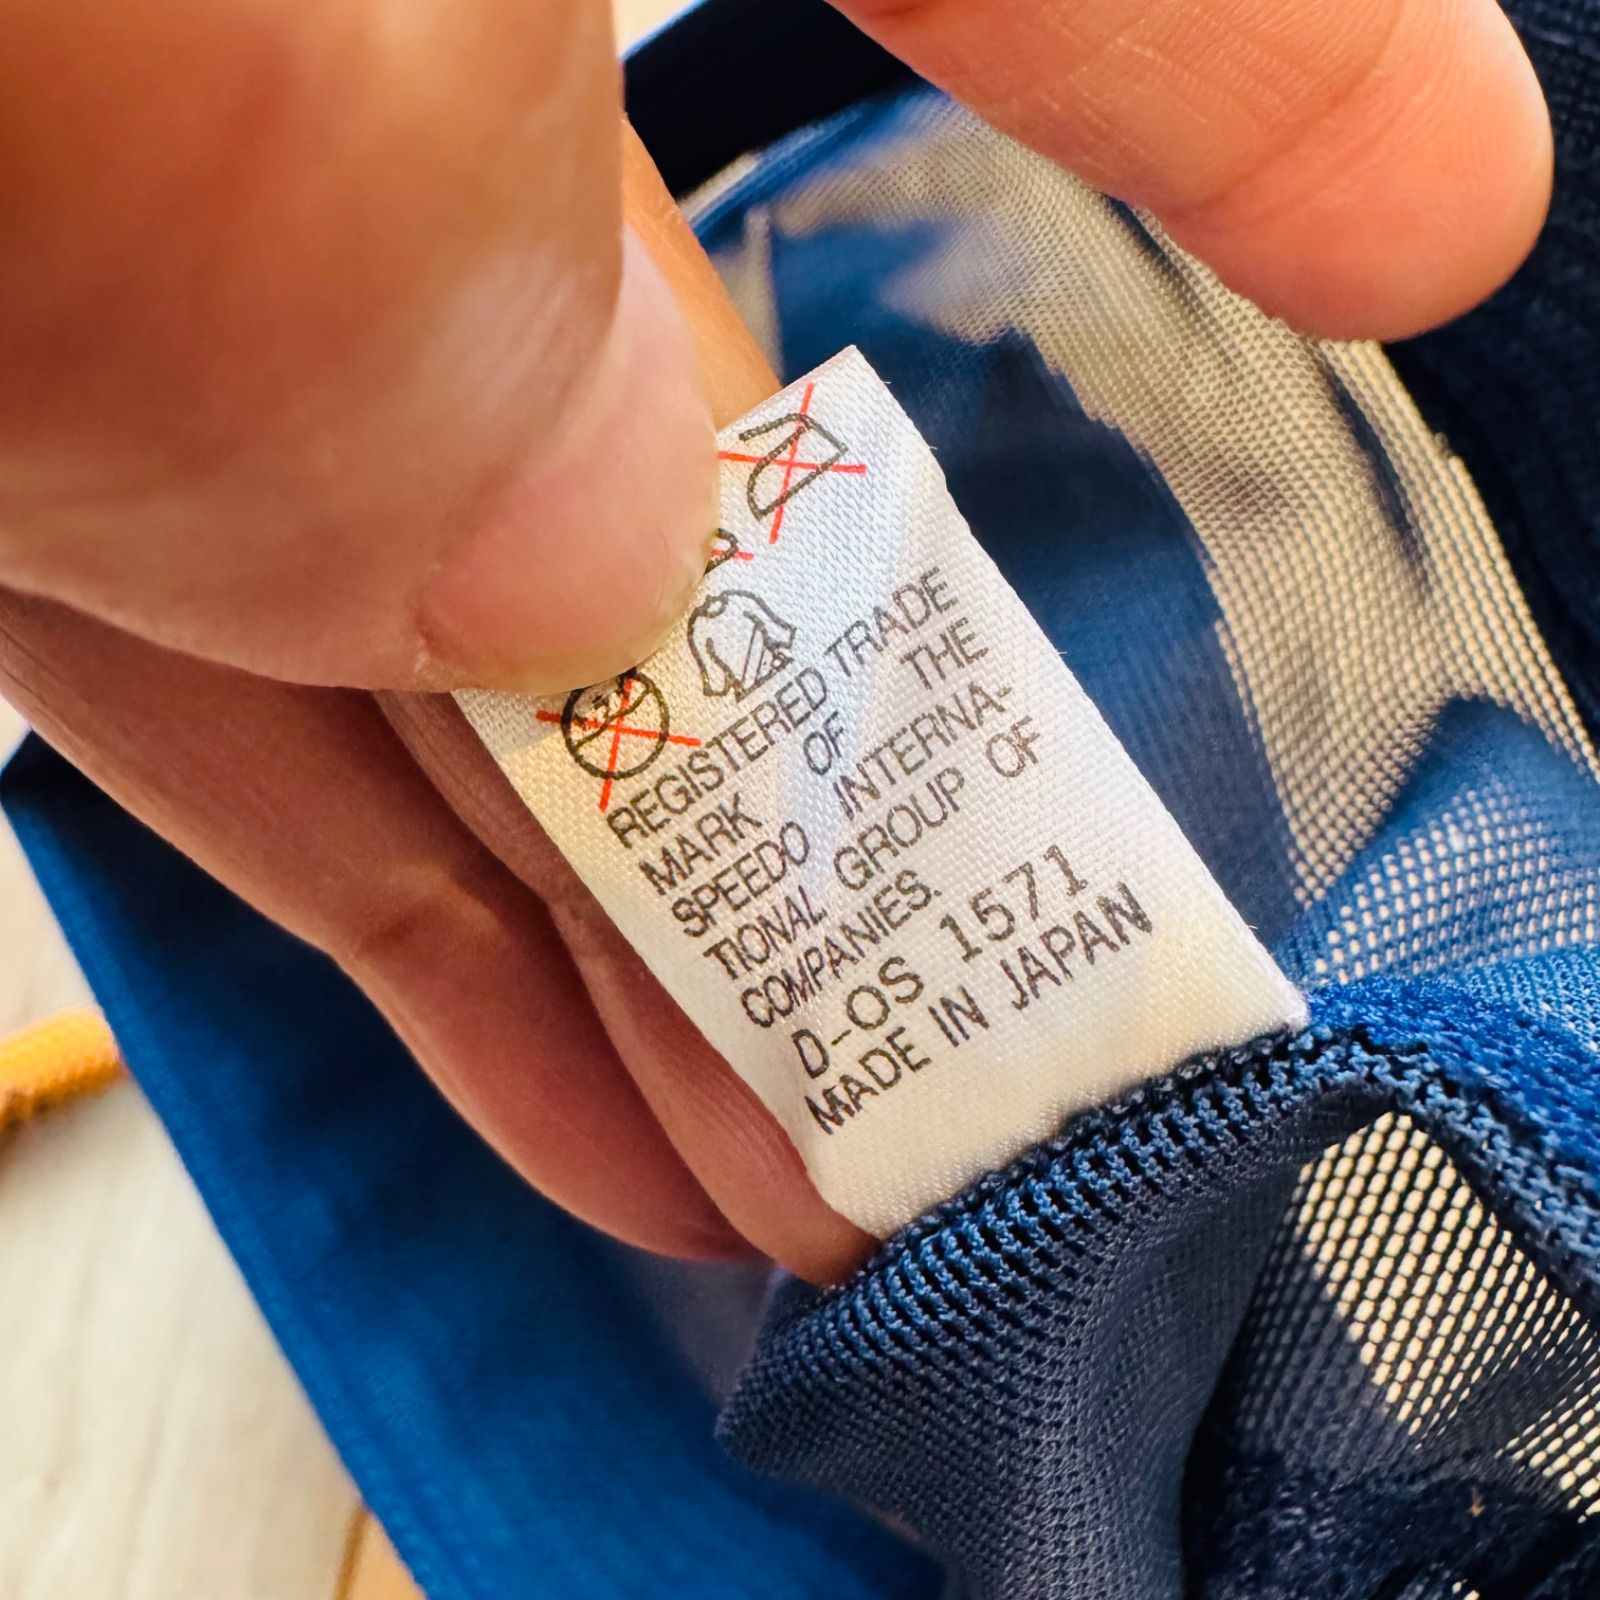 REGISTERED TRADE
MARK OF THE
SPEEDO INTERNA-
TIONAL GROUP OF
COMPANIES.
D-OS 1571
MADE IN JAPAN